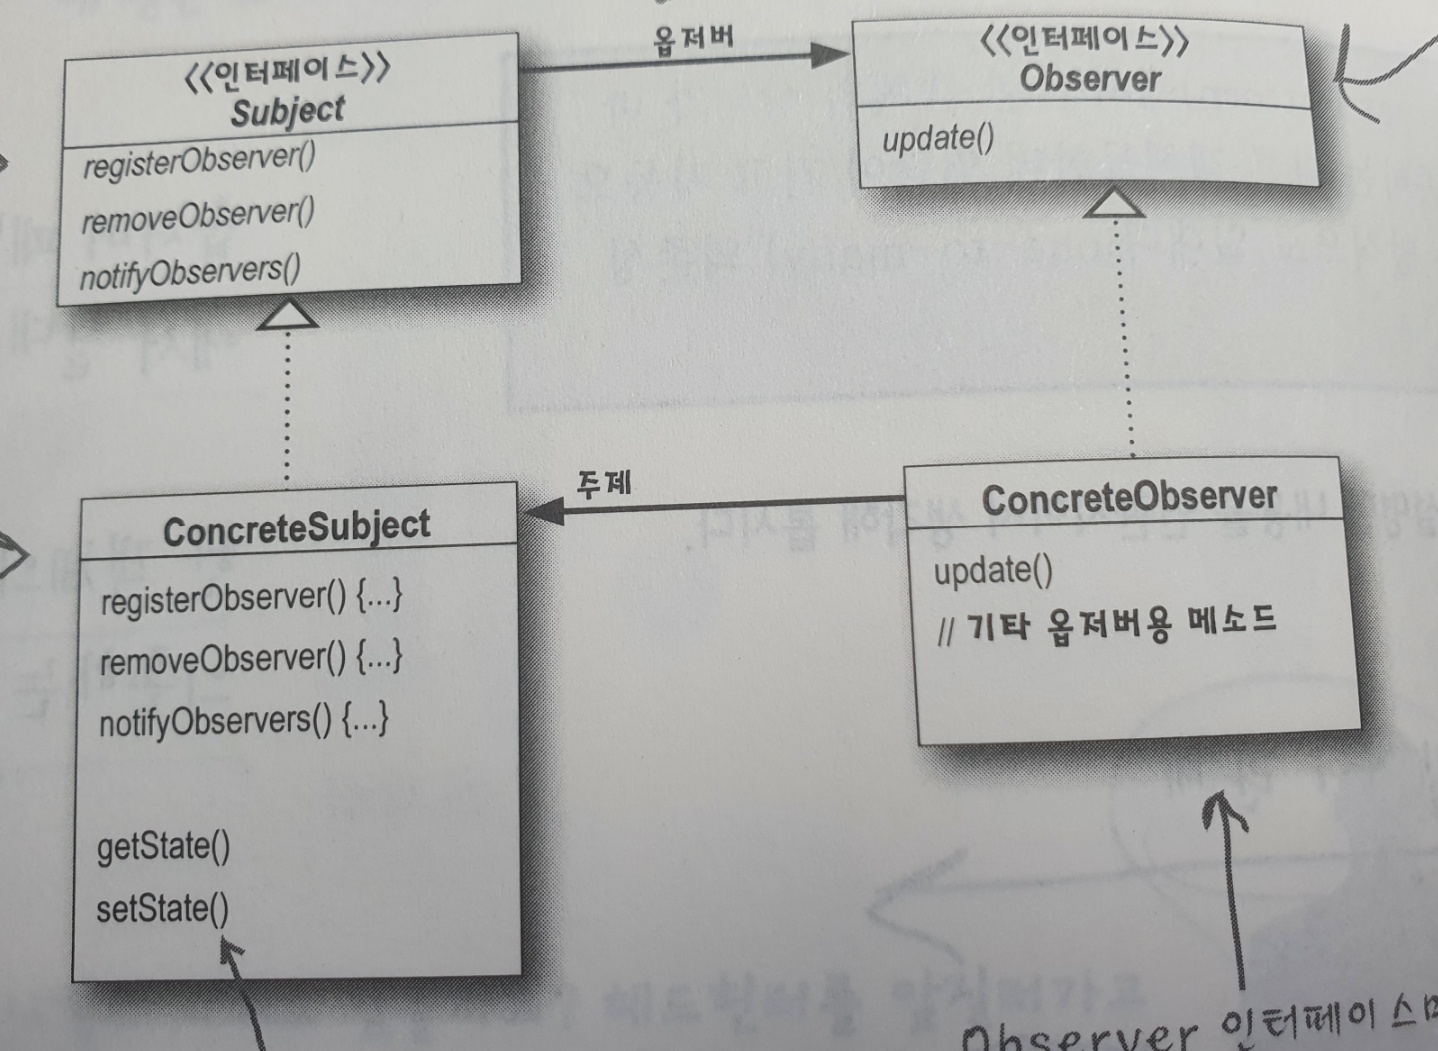 옵저버
<<인터페이스>>
Subject
registerObserver()
removeObserver()
notifyObservers()
<<인터페이스>>
Observer
update()
주제
ConcreteSubject
registerObserver() {...}
removeObserver() {...}
notifyObservers() {...}
getState()
setState()
ConcreteObserver
update()
// 기타 옵저버용 메소드
Observer 인터페이스